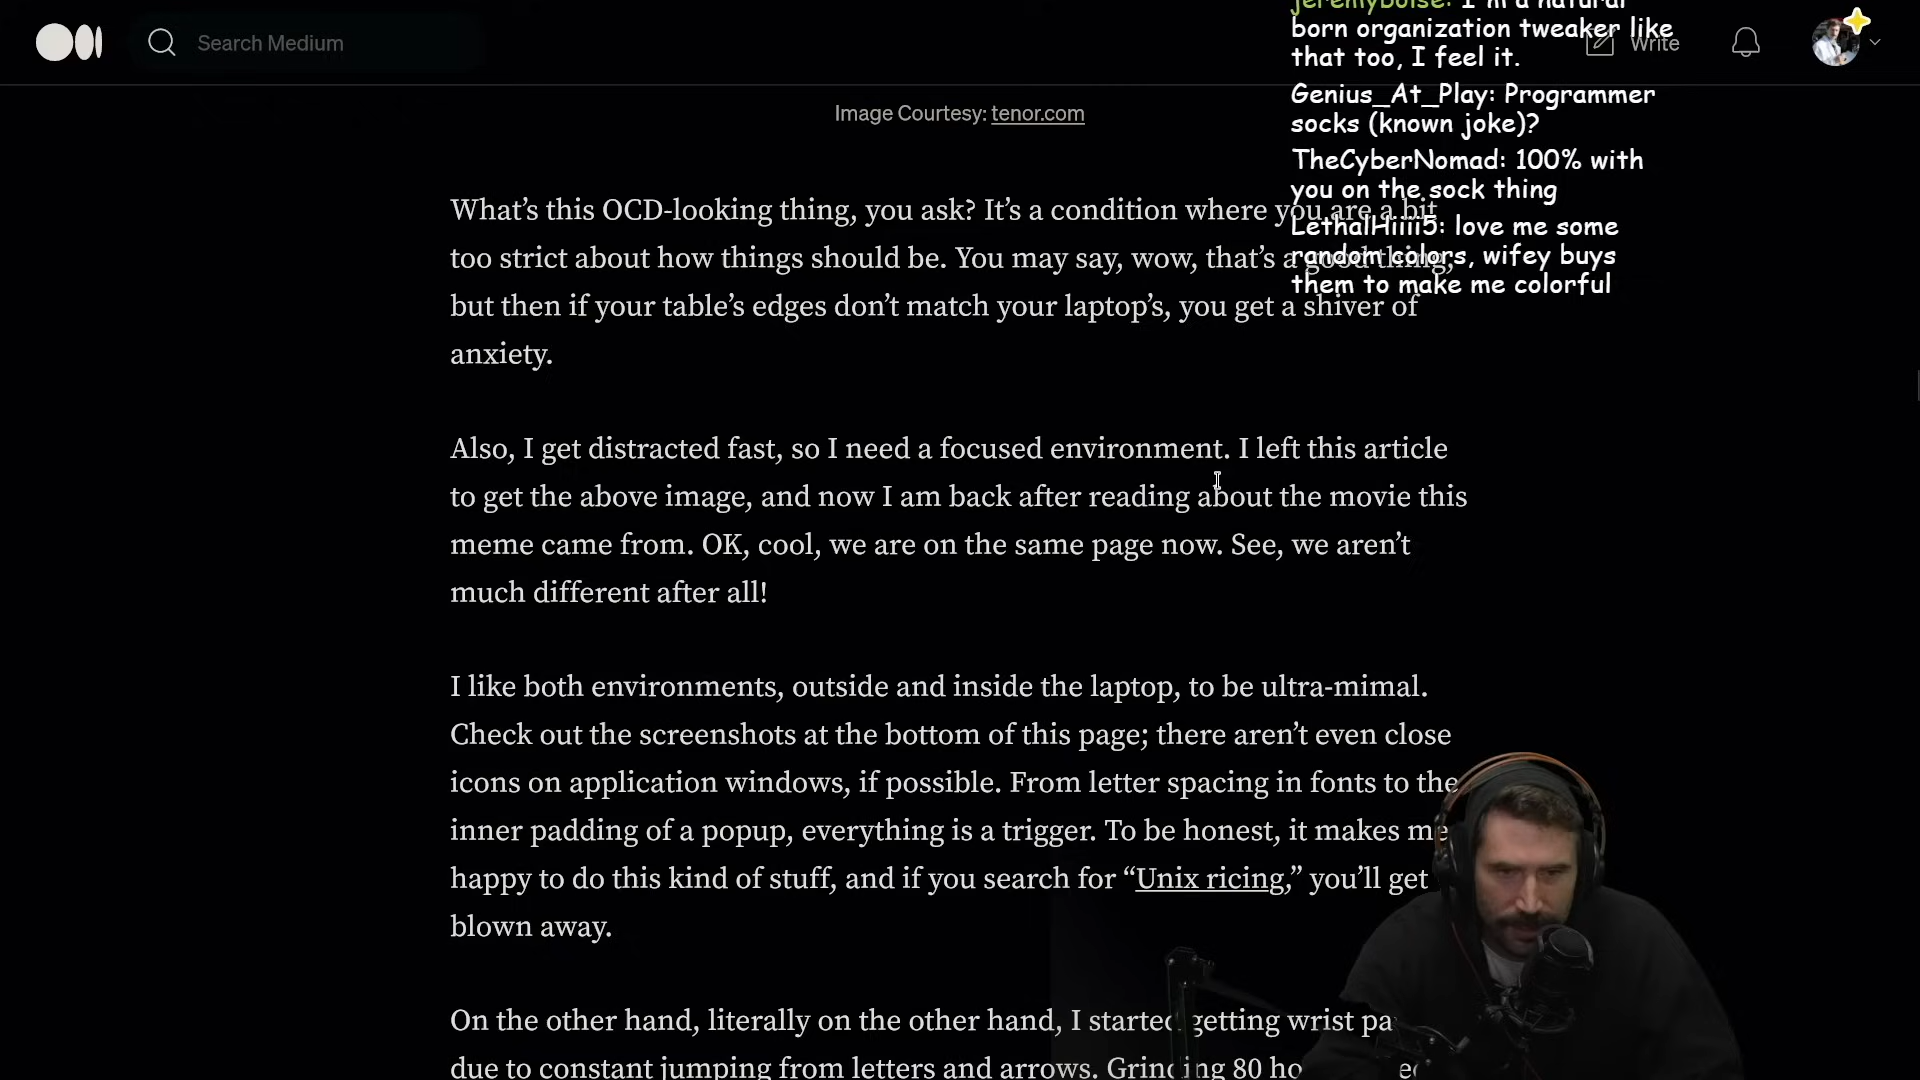 Search Medium
Write
jeremyboise: I'm a natural
born organization tweaker like
that too, I feel it.
Genius_At_Play: Programmer
socks (known joke)?
TheCyberNomad: 100% with
you on the sock thing
LethalHiiii5: love me some
random colors, wifey buys
them to make me colorful
Image Courtesy: tenor.com
What's this OCD-looking thing, you ask? It's a condition where you are a bit
too strict about how things should be. You may say, wow, that's a good thing,
but then if your table's edges don't match your laptop's, you get a shiver of
anxiety.
Also, I get distracted fast, so I need a focused environment. I left this article
to get the above image, and now I am back after reading about the movie this
meme came from. OK, cool, we are on the same page now. See, we aren't
much different after all!
I like both environments, outside and inside the laptop, to be ultra-mimal.
Check out the screenshots at the bottom of this page; there aren't even close
icons on application windows, if possible. From letter spacing in fonts to the
inner padding of a popup, everything is a trigger. To be honest, it makes me
happy to do this kind of stuff, and if you search for “Unix ricing,” you'll get
blown away.
On the other hand, literally on the other hand, I started getting wrist
due to constant jumping from letters and arrows. Grinding 80